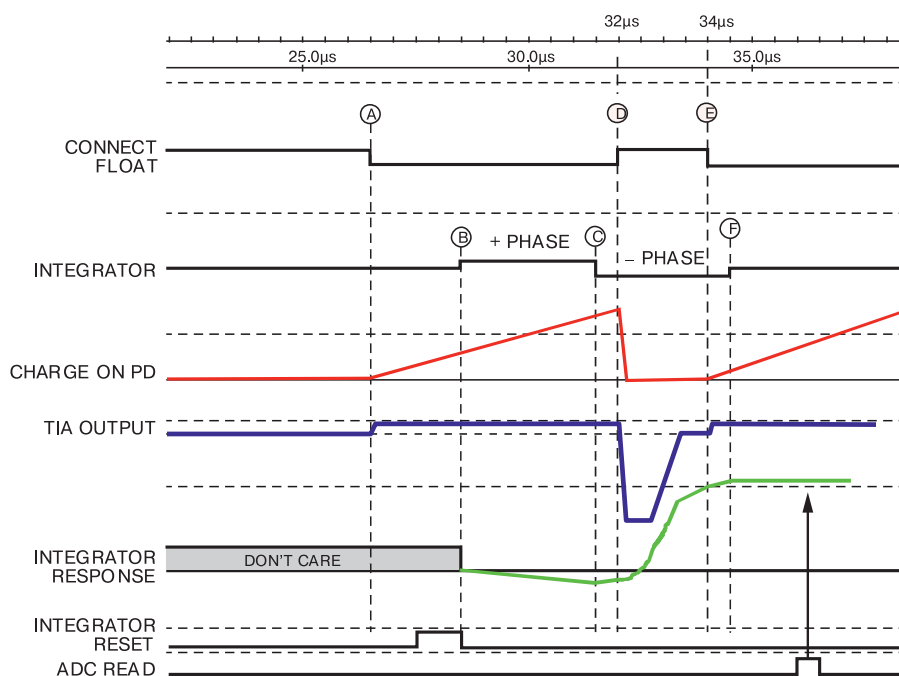 32µs 34µs
25.0µs 30.0µs 35.0µs
A D E
CONNECT
FLOAT
B + PHASE C – PHASE F
INTEGRATOR
CHARGE ON PD
TIA OUTPUT
INTEGRATOR
RESPONSE
DON'T CARE
INTEGRATOR
RESET
ADC READ